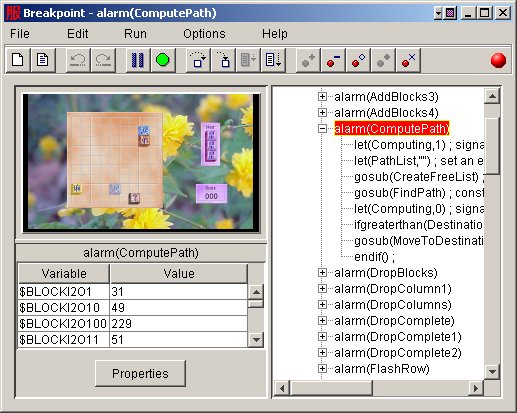 服 Breakpoint - alarm(ComputePath)
File Edit Run Options Help
000
alarm(ComputePath)
Variable Value
$BLOCKI2O1 31
$BLOCKI2O10 49
$BLOCKI2O100 229
$BLOCKI2O11 51
Properties
alarm(AddBlocks3)
alarm(AddBlocks4)
alarm(ComputePath)
let(Computing,1) ; signa
let(PathList,"") ; set an e
gosub(CreateFreeList) ;
gosub(FindPath) ; const
let(Computing,0) ; signa
ifgreaterthan(Destinatio
gosub(MoveToDestinati
endif() ;
alarm(DropBlocks)
alarm(DropColumn1)
alarm(DropColumns)
alarm(DropComplete)
alarm(DropComplete1)
alarm(DropComplete2)
alarm(FlashRow)